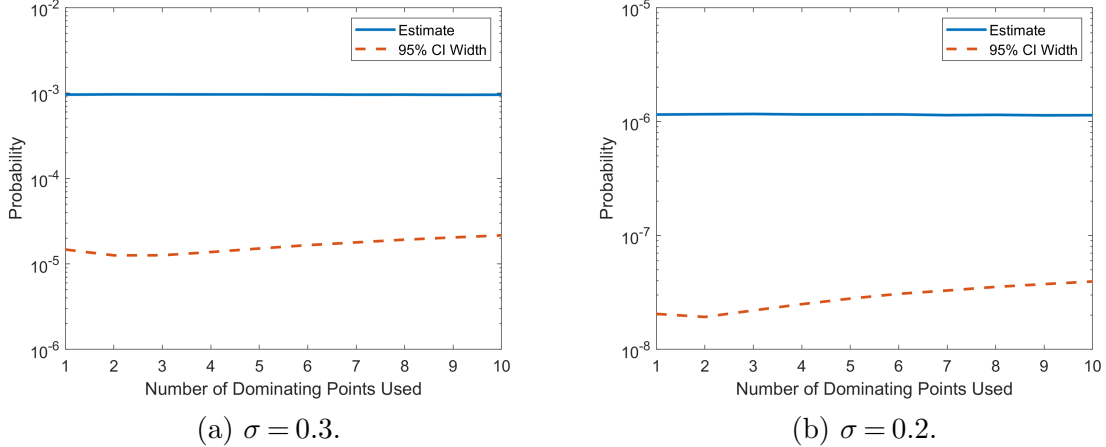 10^-2
10^-3
10^-4
10^-5
10^-6
Probability
Estimate
95% CI Width
1 2 3 4 5 6 7 8 9 10
Number of Dominating Points Used
(a) σ = 0.3.
10^-5
10^-6
10^-7
10^-8
Probability
Estimate
95% CI Width
1 2 3 4 5 6 7 8 9 10
Number of Dominating Points Used
(b) σ = 0.2.